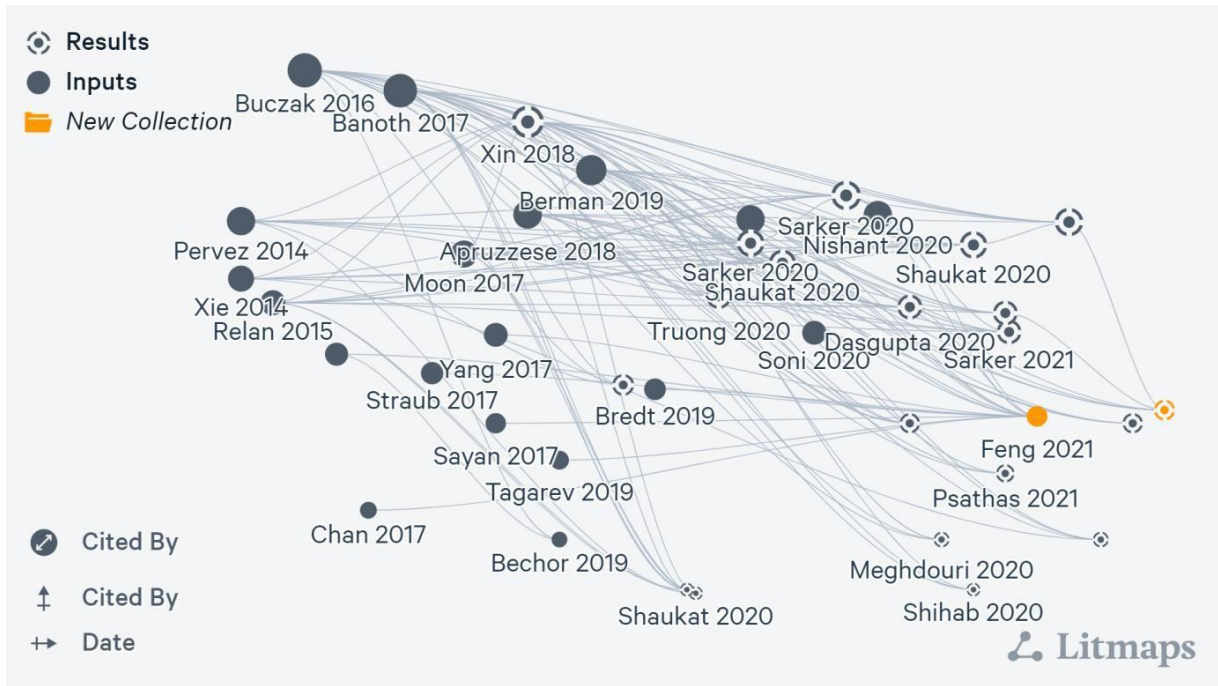 Results
Inputs
New Collection
Buczak 2016
Banoth 2017
Xin 2018
Berman 2019
Pervez 2014
Apruzzese 2018
Sarker 2020
Nishant 2020
Moon 2017
Sarker 2020
Shaukat 2020
Shaukat 2020
Xie 2014
Relan 2015
Truong 2020
Dasgupta 2020
Soni 2020
Sarker 2021
Yang 2017
Straub 2017
Bredt 2019
Sayan 2017
Feng 2021
Tagarev 2019
Psathas 2021
Chan 2017
Bechor 2019
Meghdouri 2020
Shaukat 2020
Shihab 2020
Cited By
Cited By
Date
Litmaps